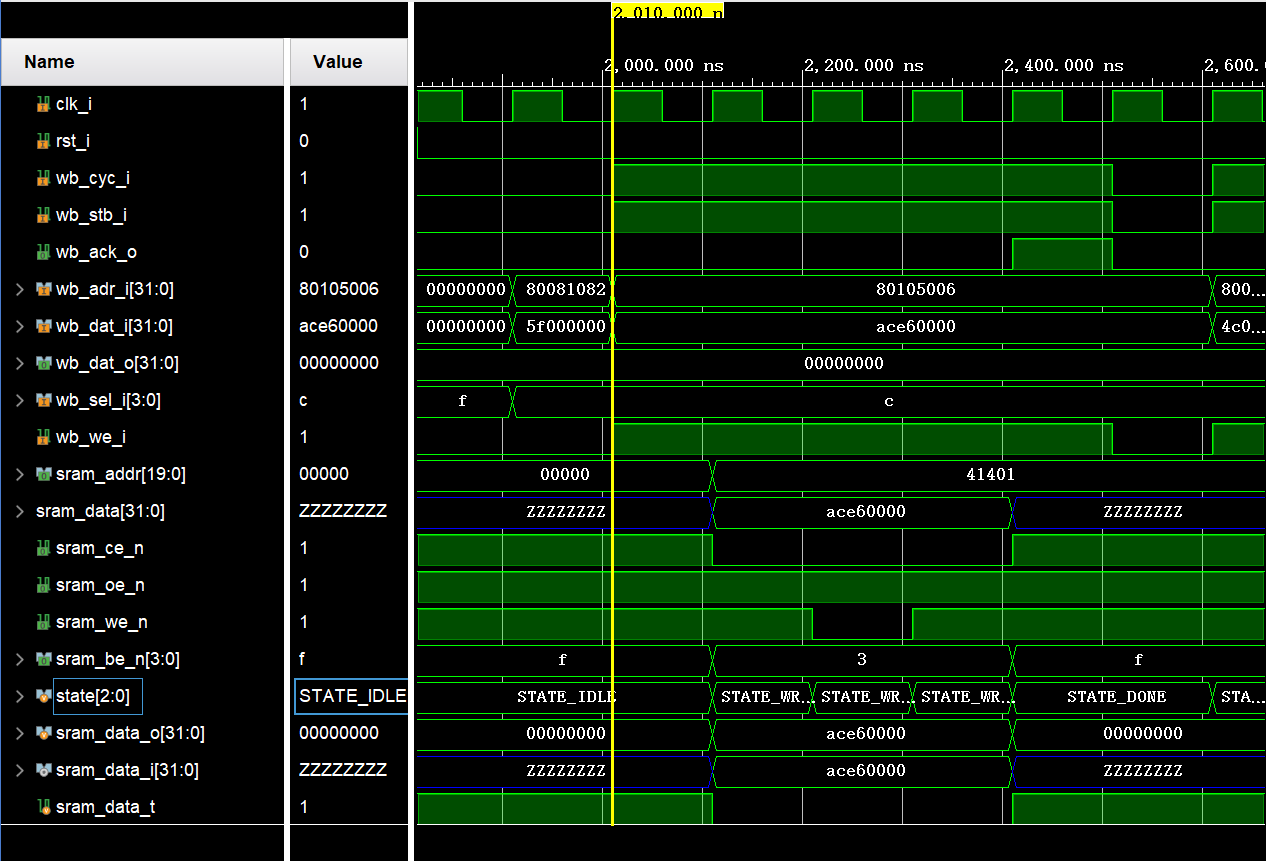 2,010.000 n
Name Value
2,000.000 ns 2,200.000 ns 2,400.000 ns 2,600.
clk_i 1
rst_i 0
wb_cyc_i 1
wb_stb_i 1
wb_ack_o 0
wb_adr_i[31:0] 80105006 00000000 80081082 80105006 800...
wb_dat_i[31:0] ace60000 00000000 5f000000 ace60000 4c0...
wb_dat_o[31:0] 00000000 00000000
wb_sel_i[3:0] c f c
wb_we_i 1
sram_addr[19:0] 00000 00000 41401
sram_data[31:0] ZZZZZZZZ ZZZZZZZZ ace60000 ZZZZZZZZ
sram_ce_n 1
sram_oe_n 1
sram_we_n 1
sram_be_n[3:0] f f 3 f
state[2:0] STATE_IDLE STATE_IDLE STATE_WR... STATE_WR... STATE_WR... STATE_DONE STA...
sram_data_o[31:0] 00000000 00000000 ace60000 00000000
sram_data_i[31:0] ZZZZZZZZ ZZZZZZZZ ace60000 ZZZZZZZZ
sram_data_t 1